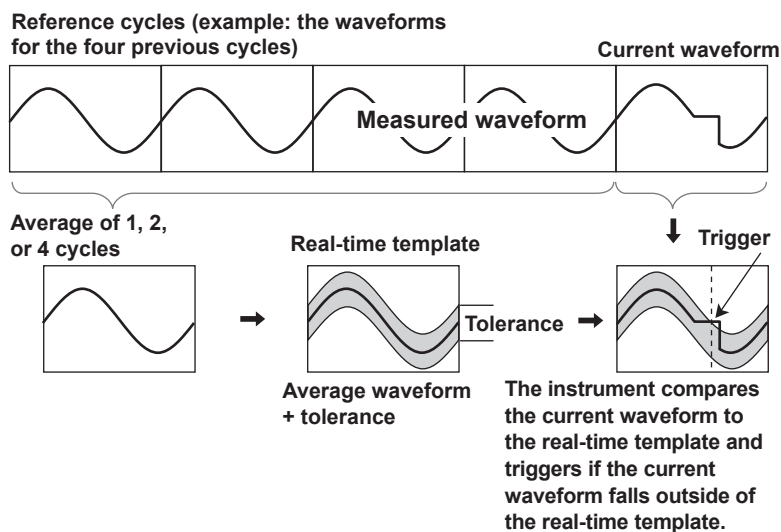 Reference cycles (example: the waveforms
for the four previous cycles)
Current waveform
Measured waveform
Average of 1, 2,
or 4 cycles
Real-time template
Trigger
Tolerance
Average waveform
+ tolerance
The instrument compares
the current waveform to
the real-time template and
triggers if the current
waveform falls outside of
the real-time template.